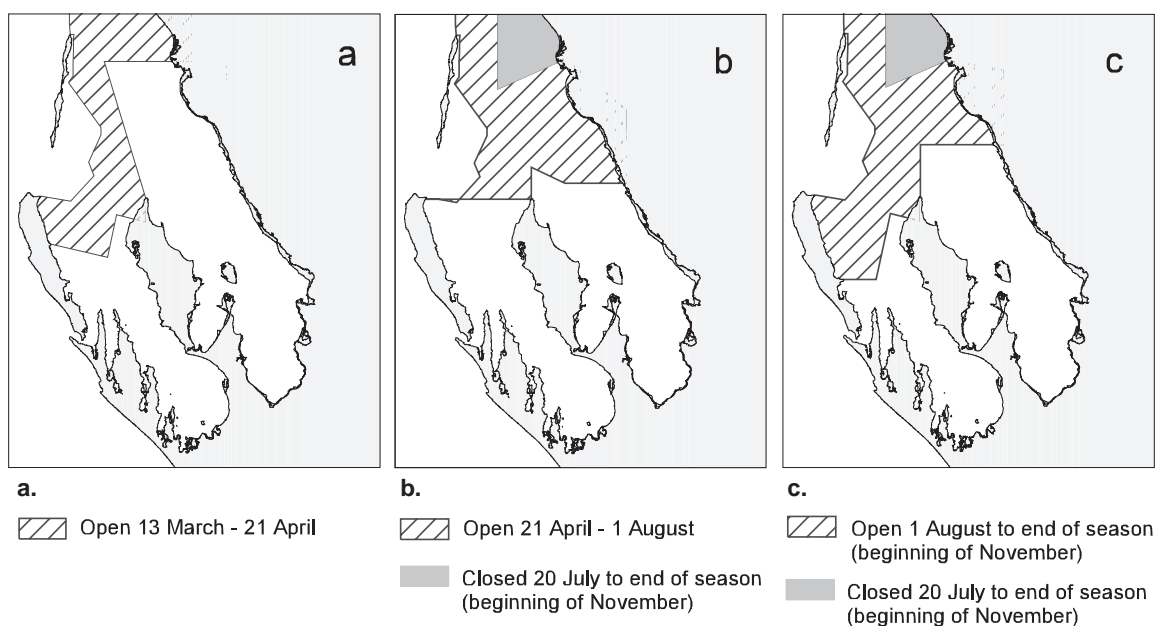 a
b
c
a.
Open 13 March - 21 April
b.
Open 21 April - 1 August
Closed 20 July to end of season
(beginning of November)
c.
Open 1 August to end of season
(beginning of November)
Closed 20 July to end of season
(beginning of November)